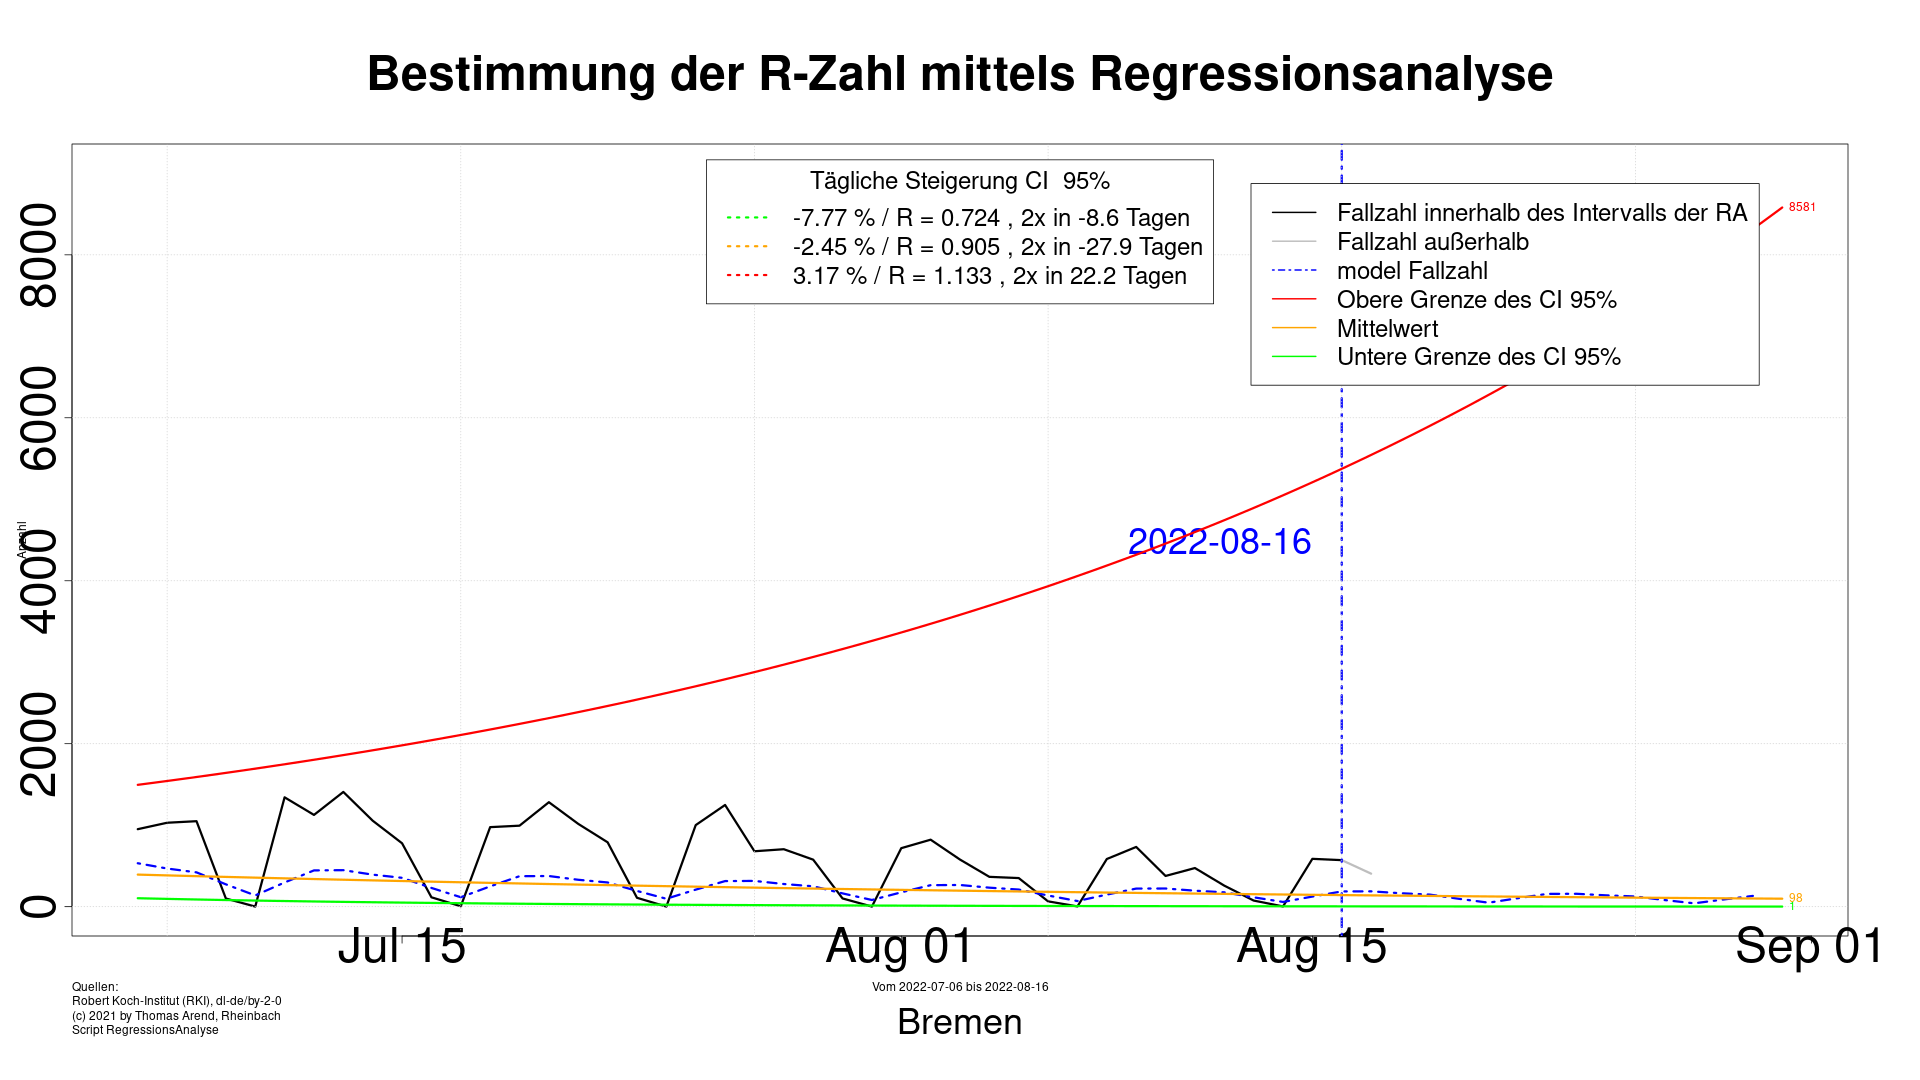 Bestimmung der R-Zahl mittels Regressionsanalyse
Tägliche Steigerung CI  95%
-7.77 % / R = 0.724 , 2x in -8.6 Tagen
-2.45 % / R = 0.905 , 2x in -27.9 Tagen
3.17 % / R = 1.133 , 2x in 22.2 Tagen
Fallzahl innerhalb des Intervalls der RA
Fallzahl außerhalb
model Fallzahl
Obere Grenze des CI 95%
Mittelwert
Untere Grenze des CI 95%
8581
8000
6000
4000
2000
0
Anzahl
2022-08-16
98
1
Jul 15
Aug 01
Aug 15
Sep 01
Quellen:
Robert Koch-Institut (RKI), dl-de/by-2-0
(c) 2021 by Thomas Arend, Rheinbach
Script RegressionsAnalyse
Vom 2022-07-06 bis 2022-08-16
Bremen